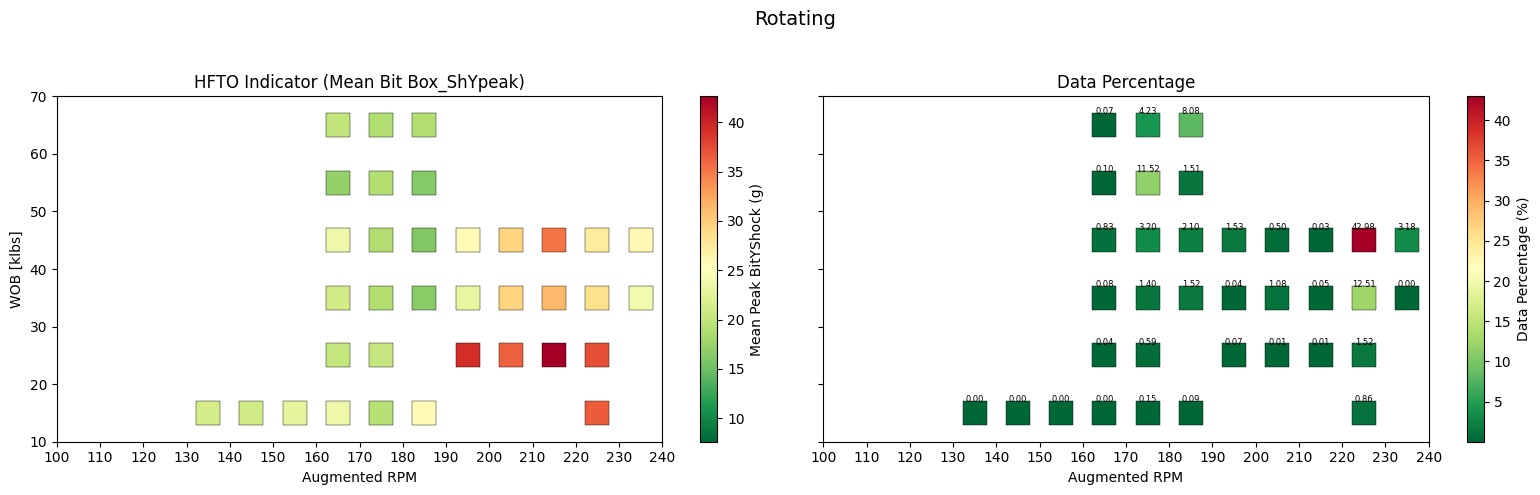 Rotating
HFTO Indicator (Mean Bit Box_ShYpeak)
70
60
50
40
30
20
10
WOB [klbs]
100 110 120 130 140 150 160 170 180 190 200 210 220 230 240
Augmented RPM
40
35
30
25
20
15
10
Mean Peak BitYShock (g)
Data Percentage
0.07 4.23 8.08
0.10 11.52 1.51
0.83 3.20 2.10 1.53 0.50 0.03 42.98 3.18
0.08 1.40 1.52 0.04 1.08 0.05 12.51 0.00
0.04 0.59 0.07 0.01 0.01 1.52
0.00 0.00 0.00 0.00 0.15 0.09 0.86
100 110 120 130 140 150 160 170 180 190 200 210 220 230 240
Augmented RPM
40
35
30
25
20
15
10
5
Data Percentage (%)